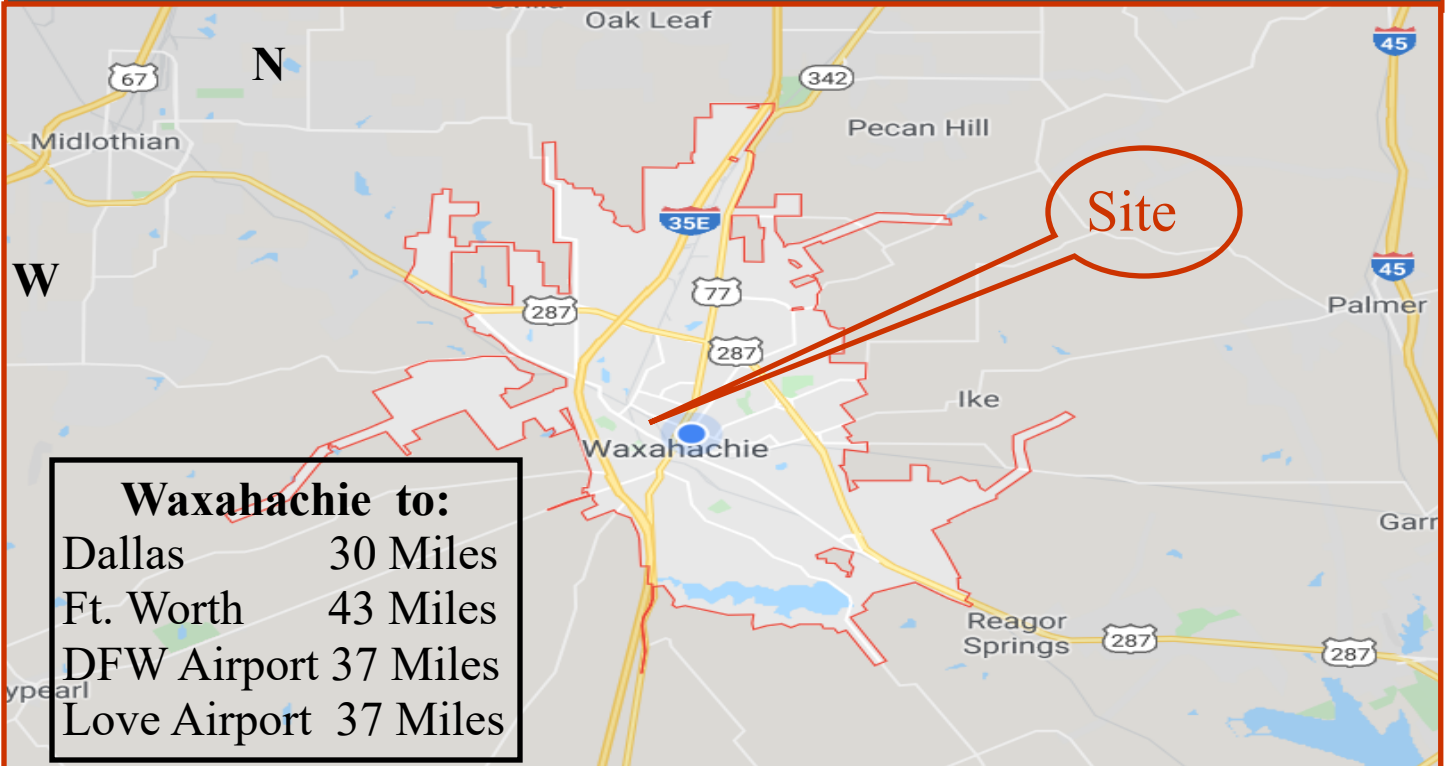 Oak Leaf
45
N
67
342
Pecan Hill
Midlothian
Site
35E
W
45
77
Palmer
287
287
Ike
Waxahachie
Waxahachie to:
Dallas 30 Miles
Ft. Worth 43 Miles
DFW Airport 37 Miles
Love Airport 37 Miles
Garr
Reagor
Springs
287
287
ypearl